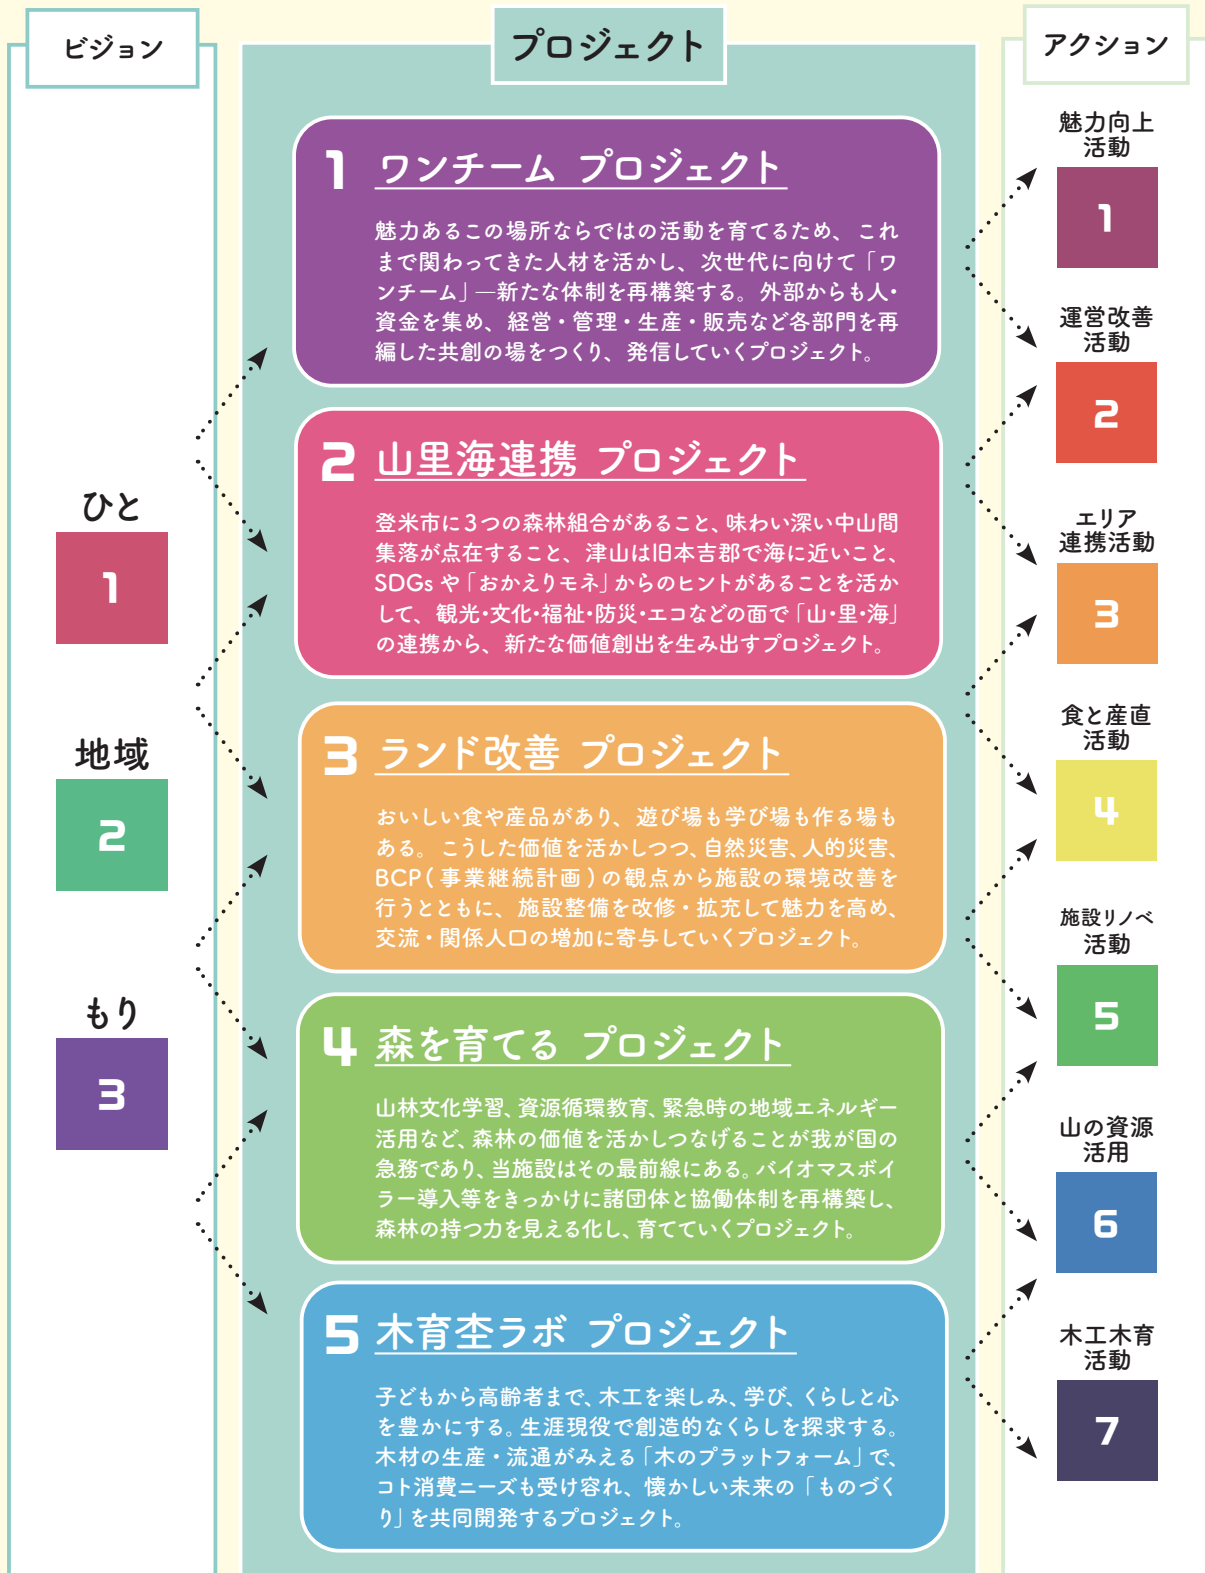 ビジョン
プロジェクト
アクション
ひと
1
地域
2
もり
3
1 ワンチーム プロジェクト
魅力あるこの場所ならではの活動を育てるため、これ
まで関わってきた人材を活かし、次世代に向けて「ワ
ンチーム」―新たな体制を再構築する。外部からも人・
資金を集め、経営・管理・生産・販売など各部門を再
編した共創の場をつくり、発信していくプロジェクト。
2 山里海連携 プロジェクト
登米市に3つの森林組合があること、味わい深い中山間
集落が点在すること、津山は旧本吉郡で海に近いこと、
SDGs や「おかえりモネ」からのヒントがあることを活か
して、観光・文化・福祉・防災・エコなどの面で「山・里・海」
の連携から、新たな価値創出を生み出すプロジェクト。
3 ランド改善 プロジェクト
おいしい食や産品があり、遊び場も学び場も作る場も
ある。こうした価値を活かしつつ、自然災害、人的災害、
BCP(事業継続計画)の観点から施設の環境改善を
行うとともに、施設整備を改修・拡充して魅力を高め、
交流・関係人口の増加に寄与していくプロジェクト。
4 森を育てる プロジェクト
山林文化学習、資源循環教育、緊急時の地域エネルギー
活用など、森林の価値を活かしつなげることが我が国の
急務であり、当施設はその最前線にある。バイオマスボイ
ラー導入等をきっかけに諸団体と協働体制を再構築し、
森林の持つ力を見える化し、育てていくプロジェクト。
5 木育杢ラボ プロジェクト
子どもから高齢者まで、木工を楽しみ、学び、くらしと心
を豊かにする。生涯現役で創造的なくらしを探求する。
木材の生産・流通がみえる「木のプラットフォーム」で、
コト消費ニーズも受け容れ、懐かしい未来の「ものづく
り」を共同開発するプロジェクト。
魅力向上
活動
1
運営改善
活動
2
エリア
連携活動
3
食と産直
活動
4
施設リノベ
活動
5
山の資源
活用
6
木工木育
活動
7